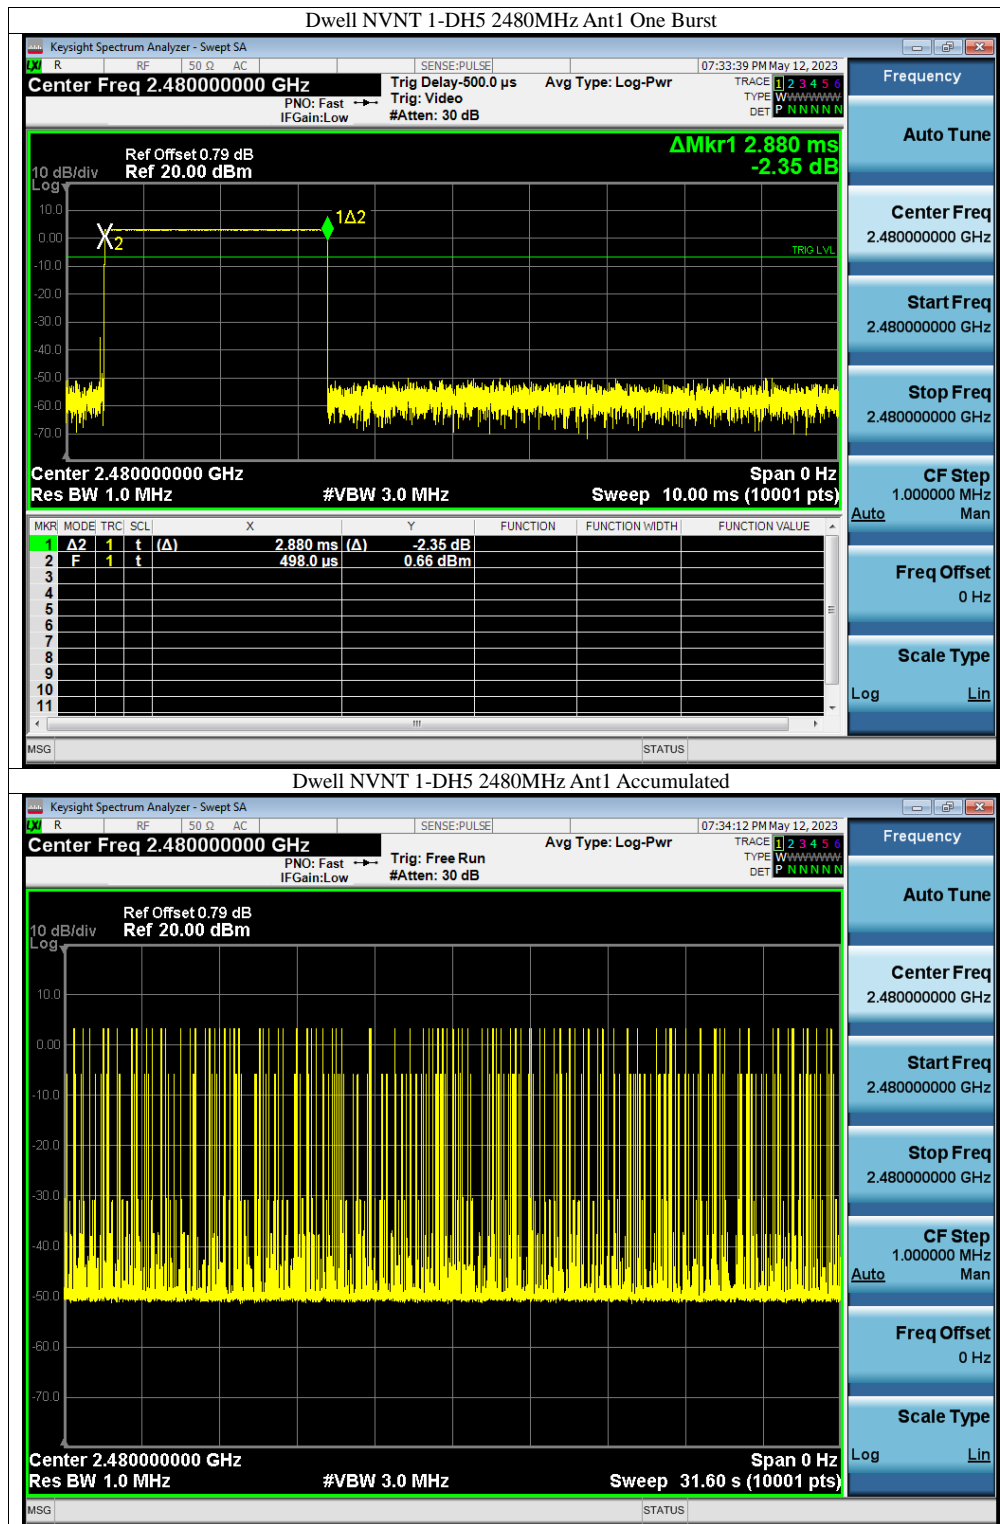 Dwell NVNT 1-DH5 2480MHz Ant1 One Burst
Keysight Spectrum Analyzer - Swept SA
LXI R RF 50 Ω AC SENSE:PULSE 07:33:39 PM May 12, 2023
Center Freq 2.480000000 GHz
PNO: Fast
IFGain:Low
Trig Delay-500.0 µs
Trig: Video
#Atten: 30 dB
Avg Type: Log-Pwr
TRACE 1 2 3 4 5 6
TYPE WWWWWW
DET P N N N N N
Frequency
Auto Tune
ΔMkr1 2.880 ms
-2.35 dB
Ref Offset 0.79 dB
10 dB/div Ref 20.00 dBm
Log
10.0
0.00
-10.0
-20.0
-30.0
-40.0
-50.0
-60.0
-70.0
1Δ2
2
TRIG LVL
Center Freq
2.480000000 GHz
Start Freq
2.480000000 GHz
Stop Freq
2.480000000 GHz
CF Step
1.000000 MHz
Auto Man
Freq Offset
0 Hz
Scale Type
Log Lin
Center 2.480000000 GHz Span 0 Hz
Res BW 1.0 MHz #VBW 3.0 MHz Sweep 10.00 ms (10001 pts)
MKR MODE TRC SCL X Y FUNCTION FUNCTION WIDTH FUNCTION VALUE
1 Δ2 1 t (Δ) 2.880 ms (Δ) -2.35 dB
2 F 1 t 498.0 µs 0.66 dBm
3
4
5
6
7
8
9
10
11
MSG STATUS
Dwell NVNT 1-DH5 2480MHz Ant1 Accumulated
Keysight Spectrum Analyzer - Swept SA
LXI R RF 50 Ω AC SENSE:PULSE 07:34:12 PM May 12, 2023
Center Freq 2.480000000 GHz
PNO: Fast
IFGain:Low
Trig: Free Run
#Atten: 30 dB
Avg Type: Log-Pwr
TRACE 1 2 3 4 5 6
TYPE WWWWWW
DET P N N N N N
Frequency
Auto Tune
Ref Offset 0.79 dB
10 dB/div Ref 20.00 dBm
Log
10.0
0.00
-10.0
-20.0
-30.0
-40.0
-50.0
-60.0
-70.0
Center Freq
2.480000000 GHz
Start Freq
2.480000000 GHz
Stop Freq
2.480000000 GHz
CF Step
1.000000 MHz
Auto Man
Freq Offset
0 Hz
Scale Type
Log Lin
Center 2.480000000 GHz Span 0 Hz
Res BW 1.0 MHz #VBW 3.0 MHz Sweep 31.60 s (10001 pts)
MSG STATUS